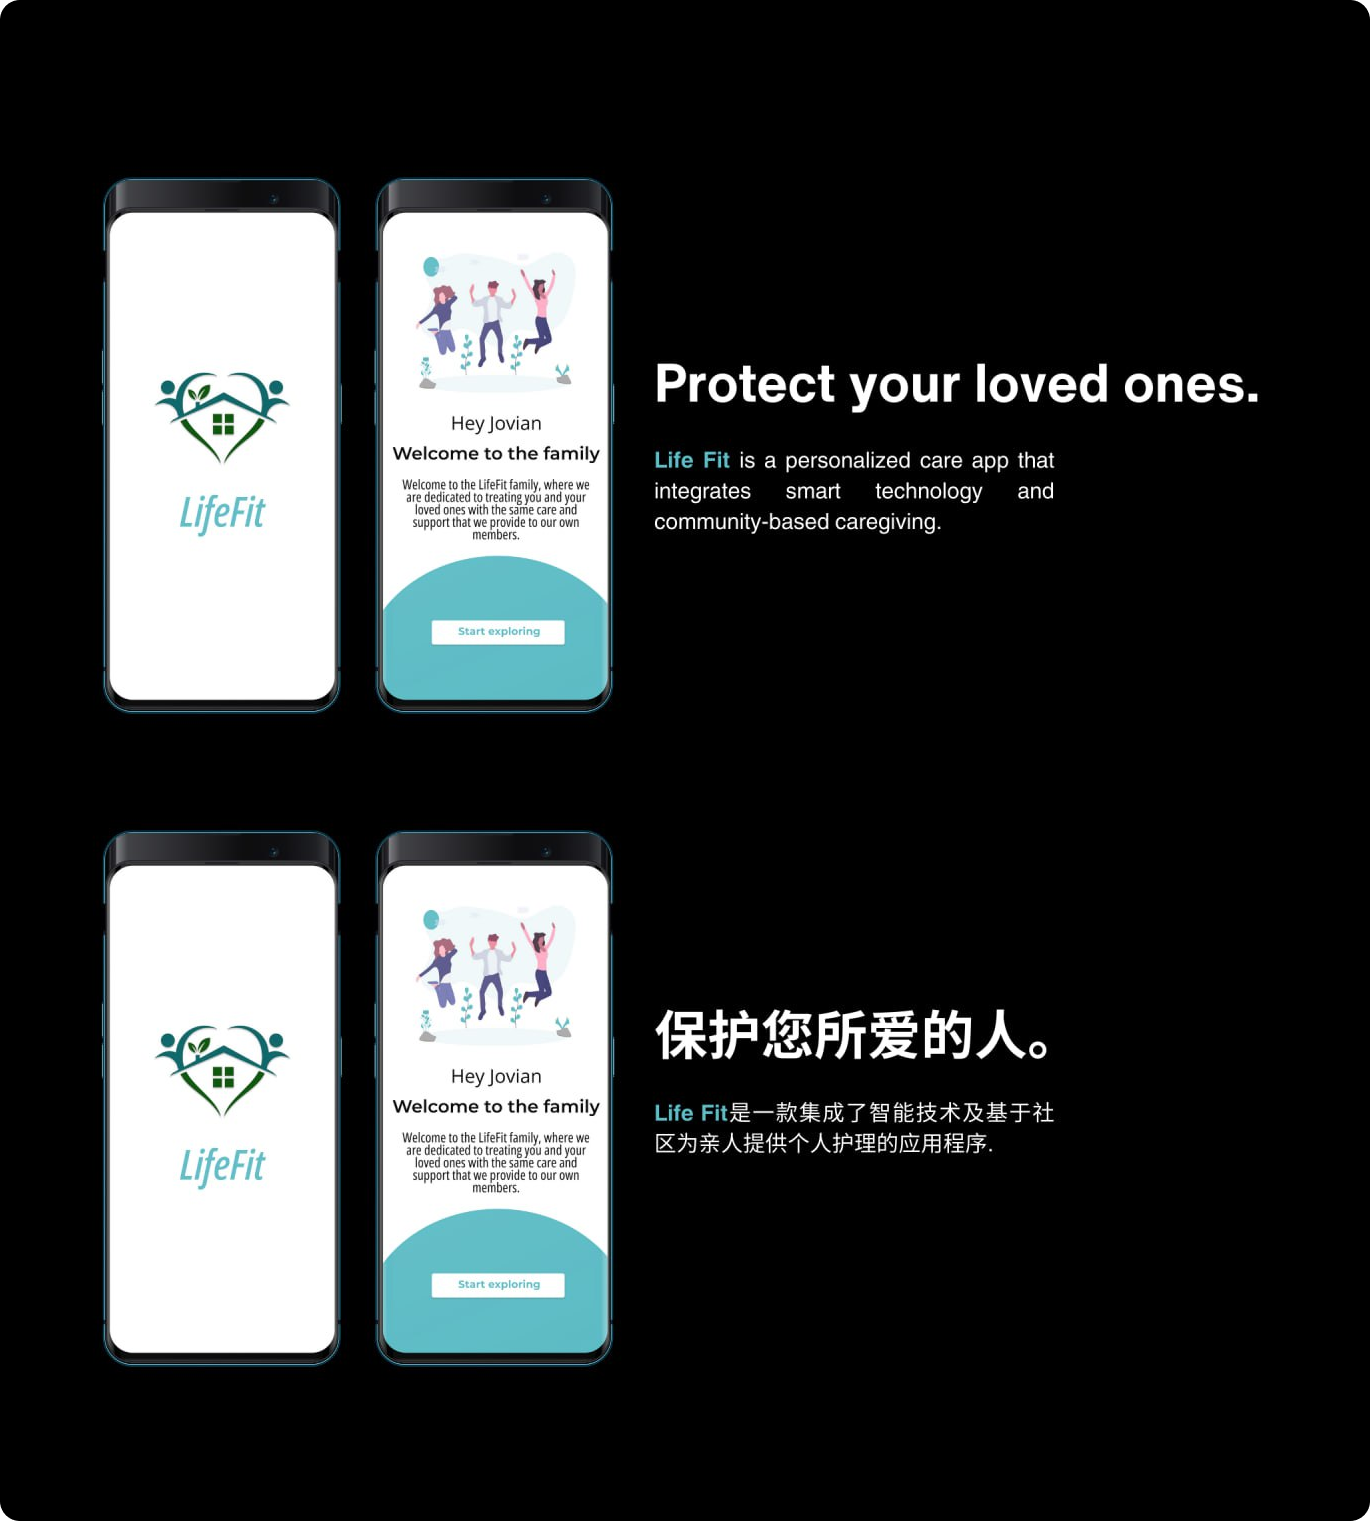 LifeFit
Hey Jovian
Welcome to the family
Welcome to the LifeFit family, where we
are dedicated to treating you and your
loved ones with the same care and
support that we provide to our own
members.
Start exploring
Protect your loved ones.
Life Fit is a personalized care app that
integrates smart technology and
community-based caregiving.
LifeFit
Hey Jovian
Welcome to the family
Welcome to the LifeFit family, where we
are dedicated to treating you and your
loved ones with the same care and
support that we provide to our own
members.
Start exploring
保护您所爱的人。
Life Fit是一款集成了智能技术及基于社
区为亲人提供个人护理的应用程序.